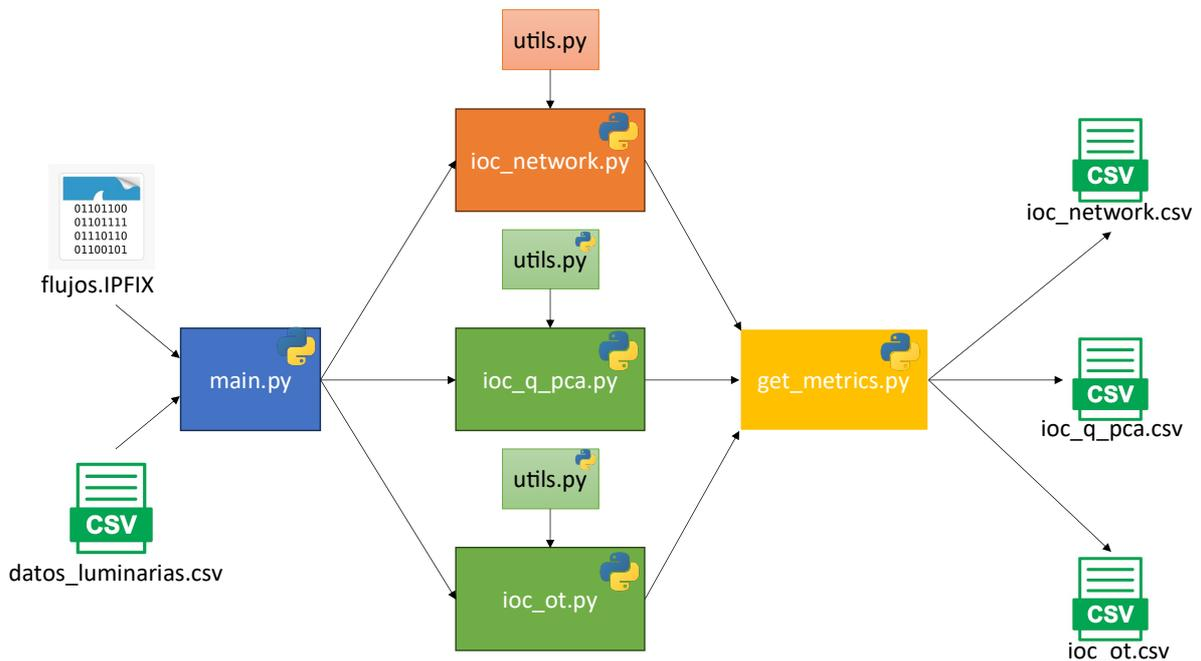 utils.py
ioc_network.py
CSV
ioc_network.csv
01101100
01101111
01110110
01100101
flujos.IPFIX
utils.py
main.py
ioc_q_pca.py
get_metrics.py
CSV
ioc_q_pca.csv
utils.py
CSV
datos_luminarias.csv
ioc_ot.py
CSV
ioc_ot.csv